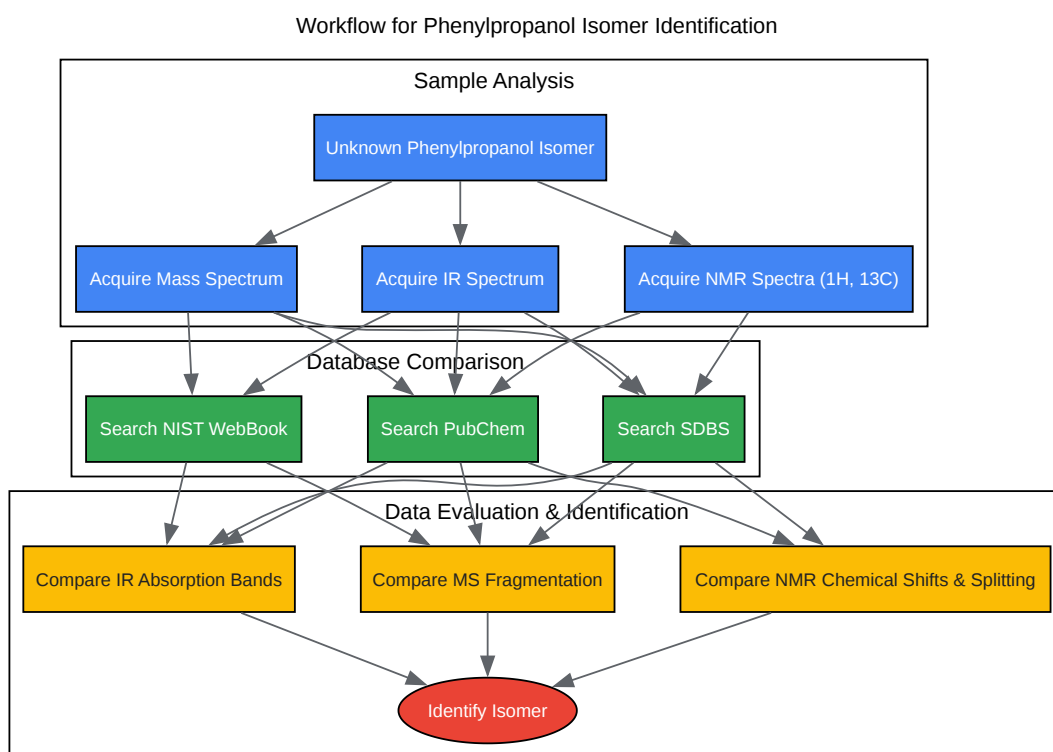 Workflow for Phenylpropanol Isomer Identification
Sample Analysis
Unknown Phenylpropanol Isomer
Acquire Mass Spectrum
Acquire IR Spectrum
Acquire NMR Spectra (1H, 13C)
Database Comparison
Search NIST WebBook
Search PubChem
Search SDBS
Data Evaluation & Identification
Compare IR Absorption Bands
Compare MS Fragmentation
Compare NMR Chemical Shifts & Splitting
Identify Isomer